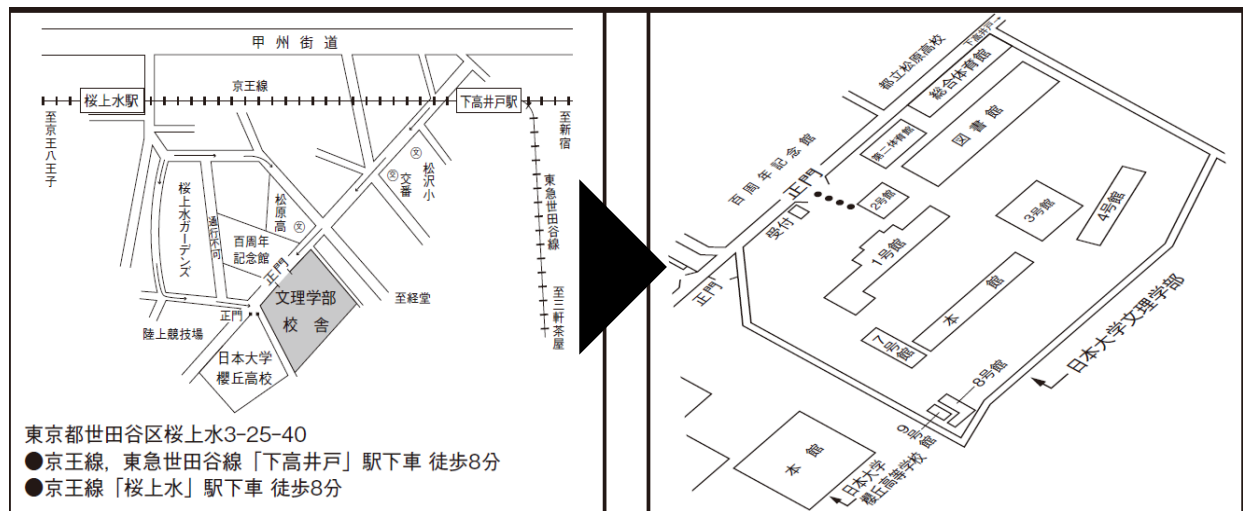 甲州街道
京王線
桜上水駅
下高井戸駅
至京王八王子
至新宿
文
松沢小
文
交番
東急世田谷線
桜上水ガーデンズ
通行不可
松原高
文
百周年
記念館
正門
文理学部
校舎
至経堂
至三軒茶屋
正門
陸上競技場
日本大学
櫻丘高校
東京都世田谷区桜上水3-25-40
●京王線，東急世田谷線「下高井戸」駅下車 徒歩8分
●京王線「桜上水」駅下車 徒歩8分
下高井戸→
都立松原高校
総合体育館
図書館
第二体育館
百周年記念館
正門
受付
2号館
3号館
4号館
1号館
本館
正門
7号館
日本大学文理学部
8号館
9号館
本館
日本大学
櫻丘高等学校